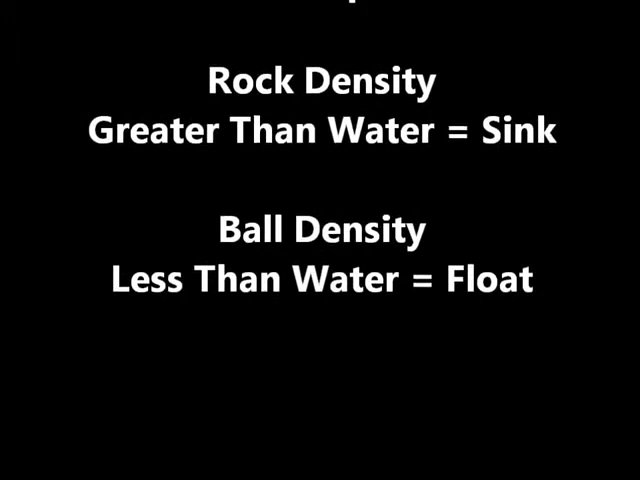 Rock Density
Greater Than Water = Sink
Ball Density
Less Than Water = Float